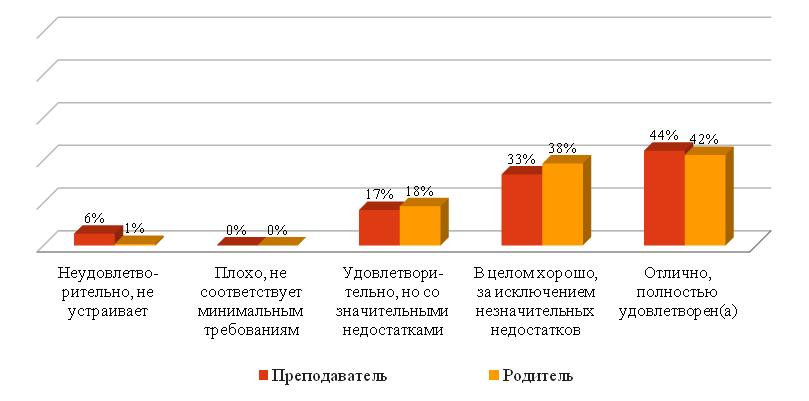 6%
1%
0%
0%
17%
18%
33%
38%
44%
42%
Неудовлетво-
рительно, не
устраивает
Плохо, не
соответствует
минимальным
требованиям
Удовлетвори-
тельно, но со
значительными
недостатками
В целом хорошо,
за исключением
незначительных
недостатков
Отлично,
полностью
удовлетворен(а)
Преподаватель
Родитель